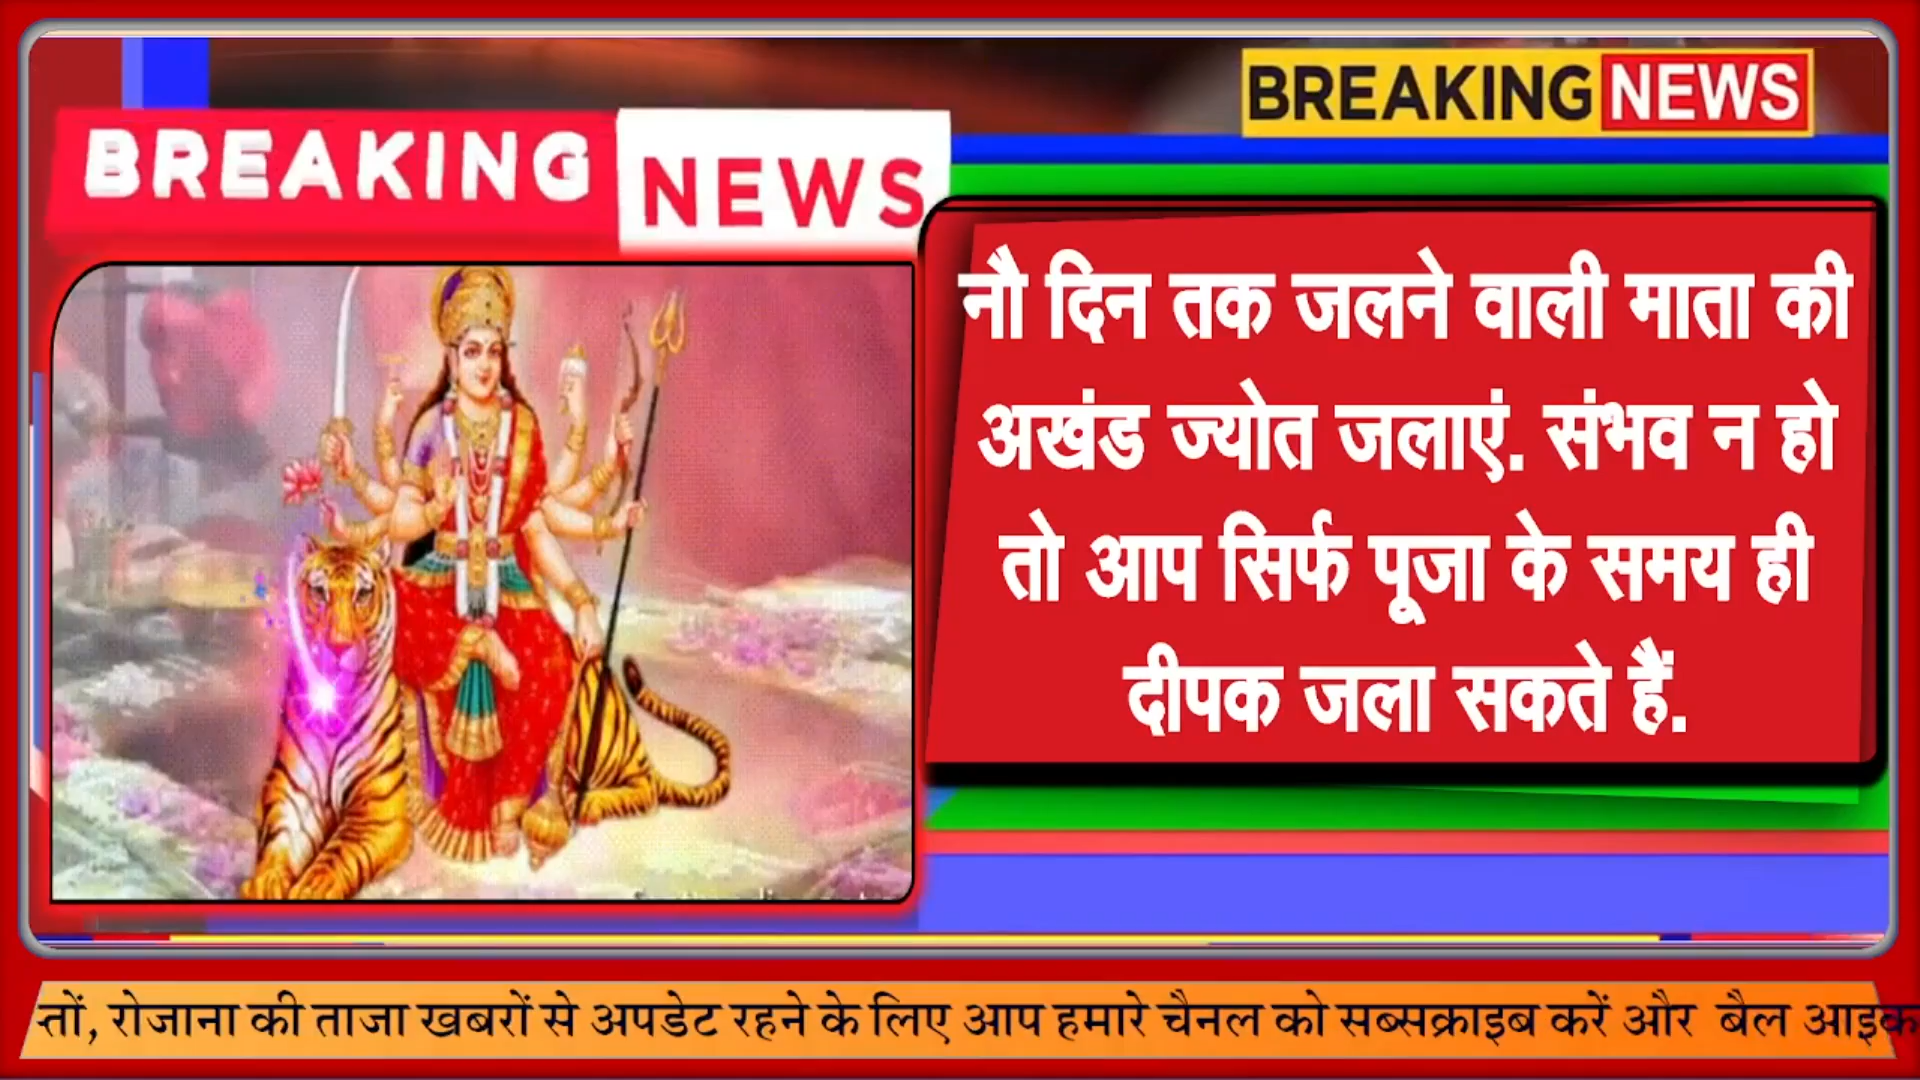 BREAKING NEWS
BREAKING NEWS
नौ दिन तक जलने वाली माता की
अखंड ज्योत जलाएं. संभव न हो
तो आप सिर्फ पूजा के समय ही
दीपक जला सकते हैं.
रोजाना की ताजा खबरों से अपडेट रहने के लिए आप हमारे चैनल को सब्सक्राइब करें और बैल